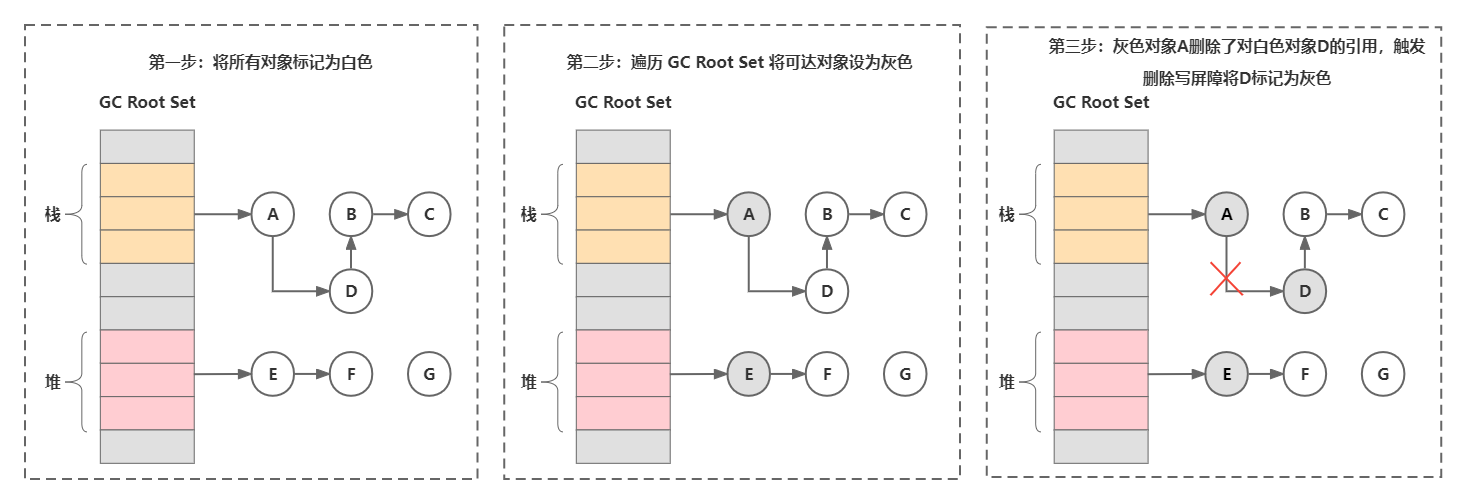 第一步：将所有对象标记为白色
GC Root Set
栈
A
B
C
D
堆
E
F
G
第二步：遍历 GC Root Set 将可达对象设为灰色
GC Root Set
栈
A
B
C
D
堆
E
F
G
第三步：灰色对象A删除了对白色对象D的引用，触发
删除写屏障将D标记为灰色
GC Root Set
栈
A
B
C
D
堆
E
F
G